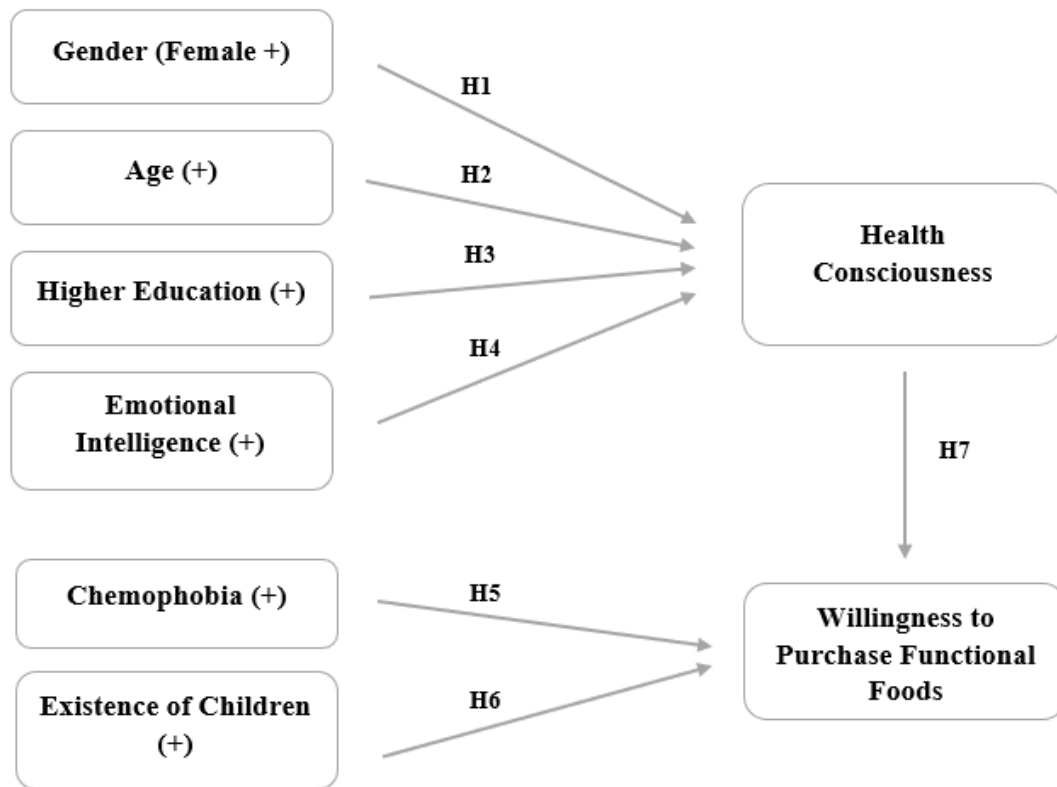 Gender (Female +)
H1
Age (+)
H2
Higher Education (+)
H3
Emotional
Intelligence (+)
H4
Health
Consciousness
H7
Chemophobia (+)
H5
Existence of Children
(+)
H6
Willingness to
Purchase Functional
Foods